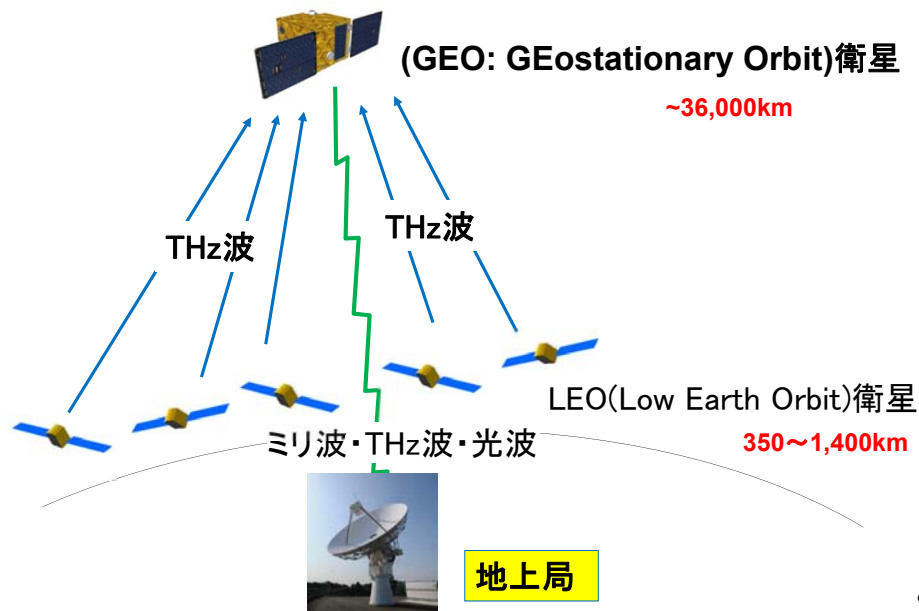 (GEO: GEostationary Orbit)衛星
~36,000km
THz波
THz波
LEO(Low Earth Orbit)衛星
ミリ波・THz波・光波
350～1,400km
地上局